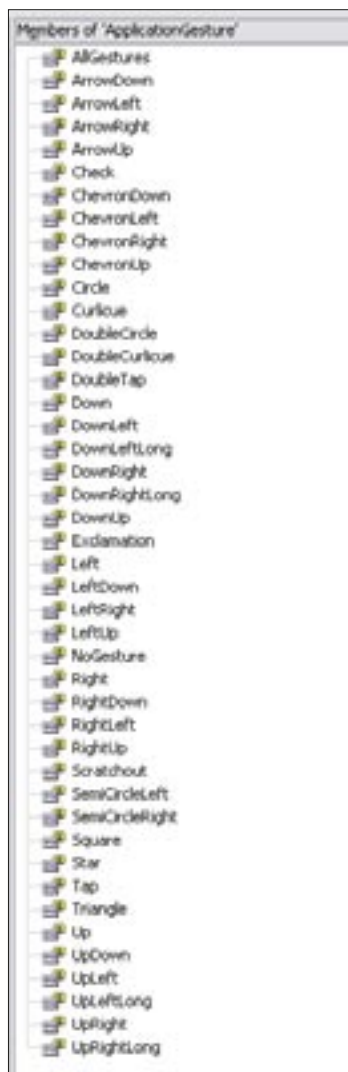 Members of 'ApplicationGesture'
AllGestures
ArrowDown
ArrowLeft
ArrowRight
ArrowUp
Check
ChevronDown
ChevronLeft
ChevronRight
ChevronUp
Circle
Curlicue
DoubleCircle
DoubleCurlicue
DoubleTap
Down
DownLeft
DownLeftLong
DownRight
DownRightLong
DownUp
Exclamation
Left
LeftDown
LeftRight
LeftUp
NoGesture
Right
RightDown
RightLeft
RightUp
Scratchout
SemiCircleLeft
SemiCircleRight
Square
Star
Tap
Triangle
Up
UpDown
UpLeft
UpLeftLong
UpRight
UpRightLong